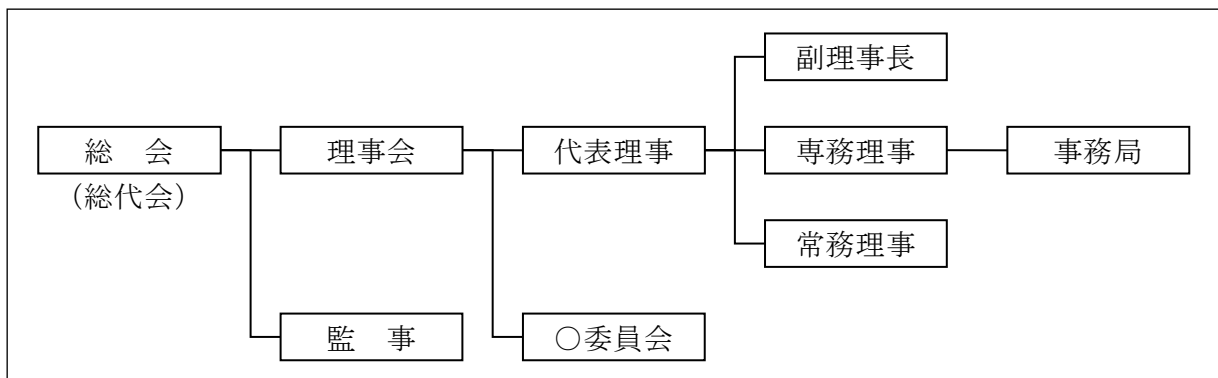 副理事長
総　会
理事会
代表理事
専務理事
事務局
(総代会)
常務理事
監　事
○委員会